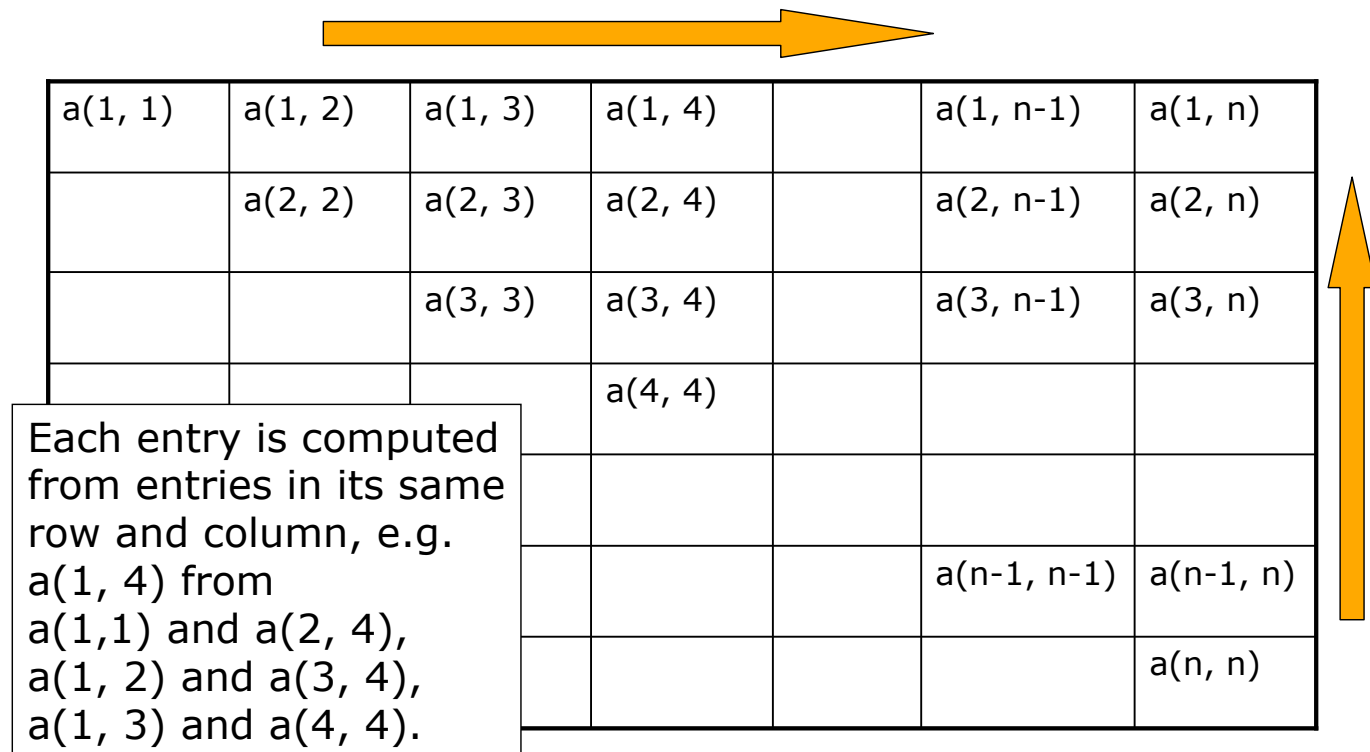 a(1, 1) a(1, 2) a(1, 3) a(1, 4) a(1, n-1) a(1, n)
a(2, 2) a(2, 3) a(2, 4) a(2, n-1) a(2, n)
a(3, 3) a(3, 4) a(3, n-1) a(3, n)
a(4, 4)
Each entry is computed
from entries in its same
row and column, e.g.
a(1, 4) from
a(1,1) and a(2, 4),
a(1, 2) and a(3, 4),
a(1, 3) and a(4, 4).
a(n-1, n-1) a(n-1, n)
a(n, n)